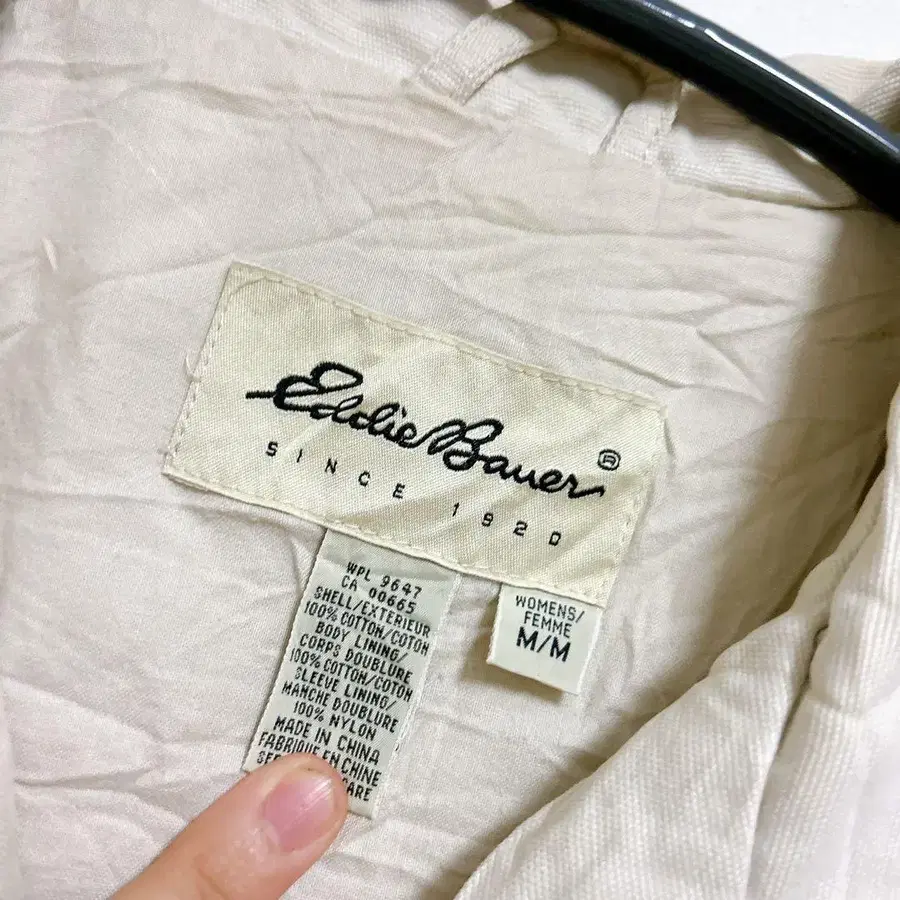 Eddie Bauer ®
SINCE 1920
WPL 9647
CA 00665
SHELL/EXTERIEUR
100% COTTON/COTON
BODY LINING/
CORPS DOUBLURE
100% COTTON/COTON
SLEEVE LINING/
MANCHE DOUBLURE
100% NYLON
MADE IN CHINA
FABRIQUE EN CHINE
CARE
WOMENS/
FEMME
M/M